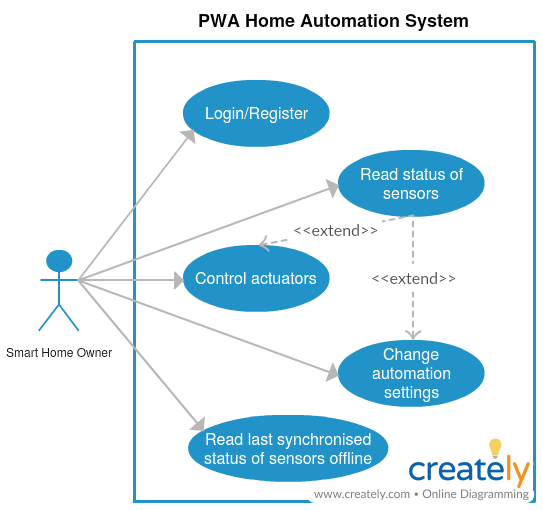 PWA Home Automation System
Login/Register
Read status of
sensors
<<extend>>
Control actuators
<<extend>>
Smart Home Owner
Change
automation
settings
Read last synchronised
status of sensors offline
creately
www.creately.com • Online Diagramming